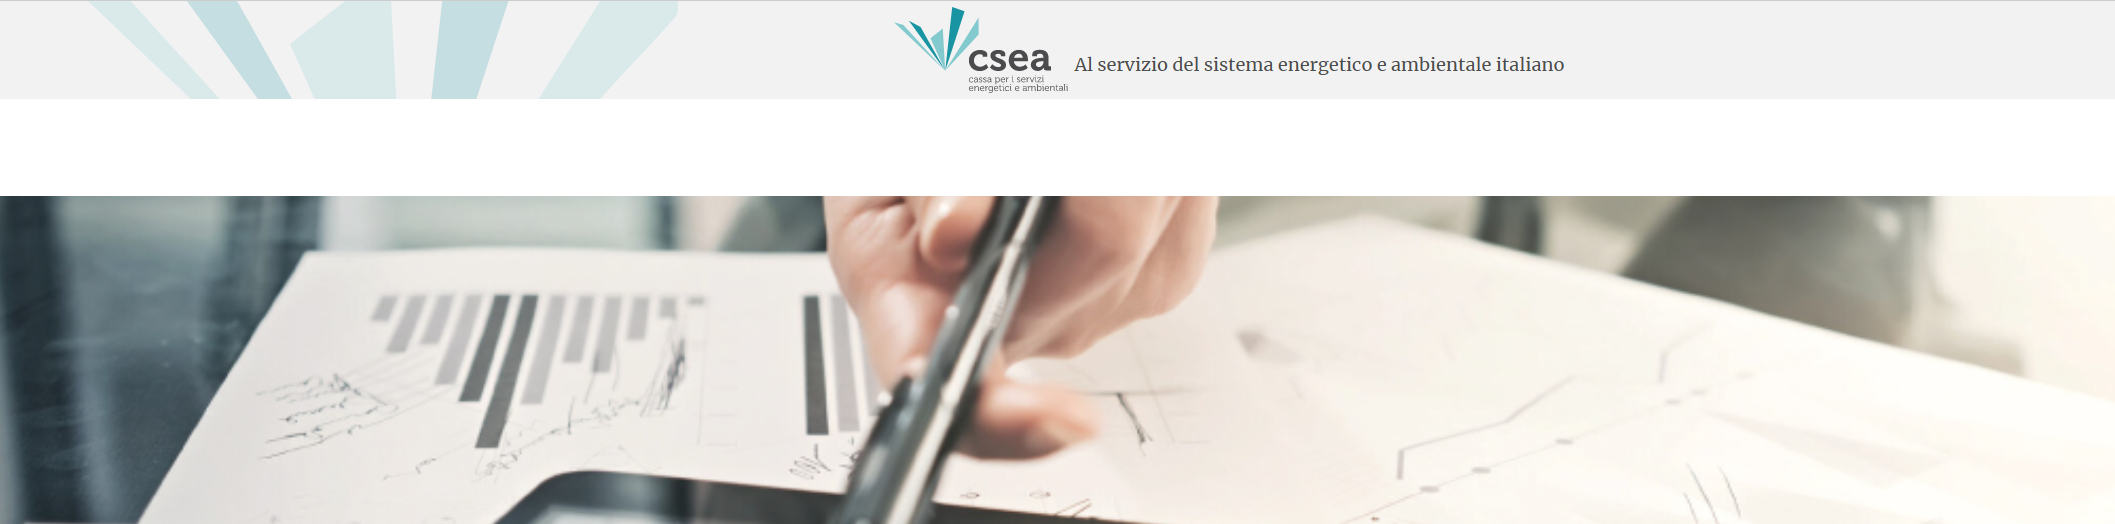 csea
cassa per i servizi
energetici e ambientali
Al servizio del sistema energetico e ambientale italiano